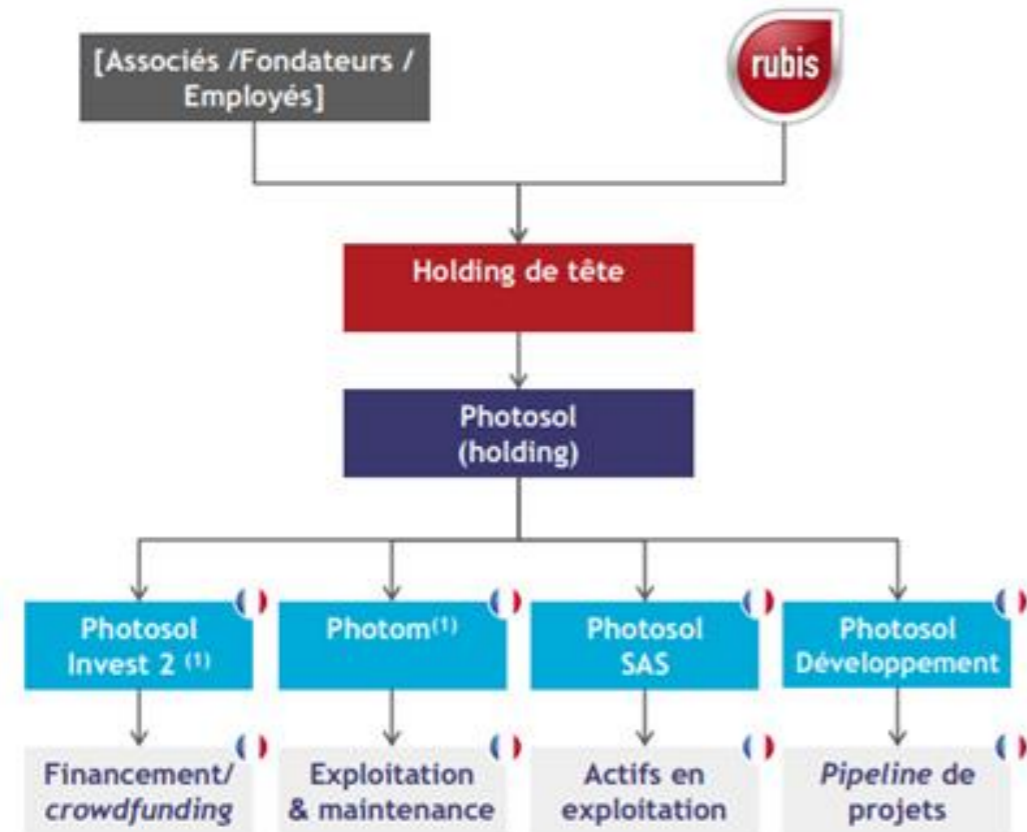 [Associés /Fondateurs /
Employés]
rubis
Holding de tête
Photosol
(holding)
Photosol
Invest 2 (1)
Photom(1)
Photosol
SAS
Photosol
Développement
Financement/
crowdfunding
Exploitation
& maintenance
Actifs en
exploitation
Pipeline de
projets